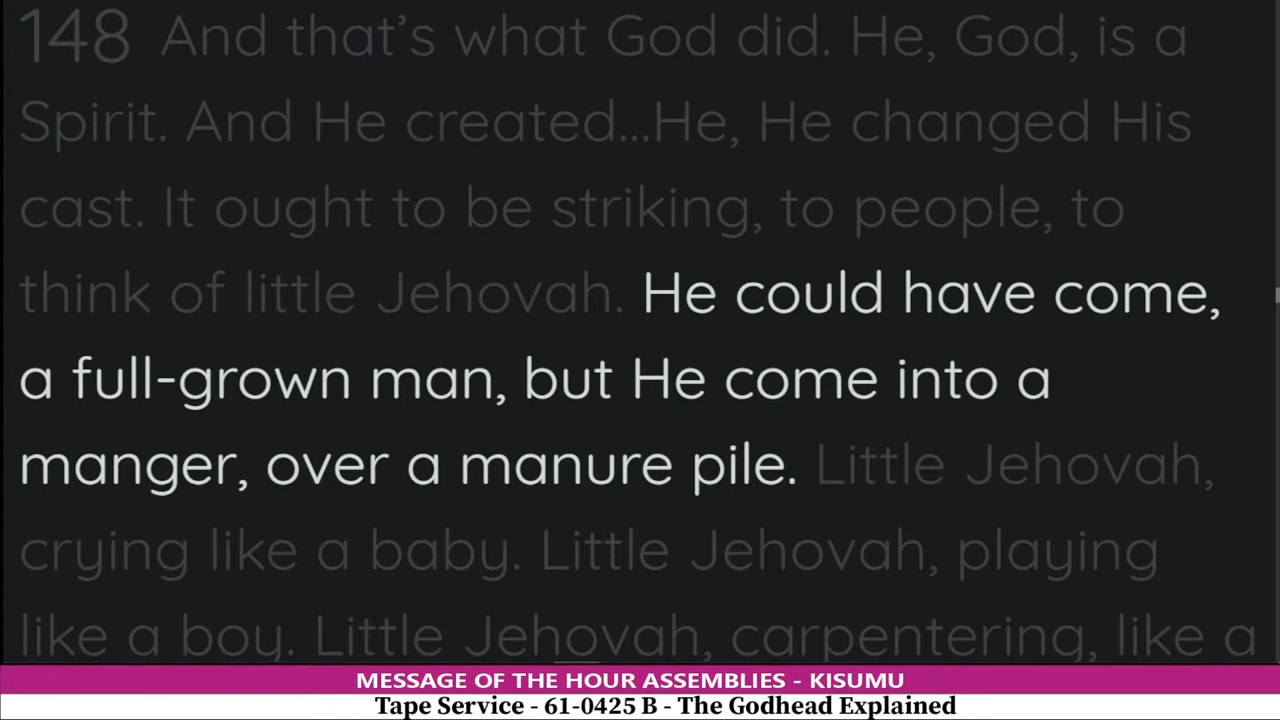 148 And that’s what God did. He, God, is a
Spirit. And He created...He, He changed His
cast. It ought to be striking, to people, to
think of little Jehovah. He could have come,
a full-grown man, but He come into a
manger, over a manure pile. Little Jehovah,
crying like a baby. Little Jehovah, playing
like a boy. Little Jehovah, carpentering, like a
MESSAGE OF THE HOUR ASSEMBLIES - KISUMU
Tape Service - 61-0425 B - The Godhead Explained